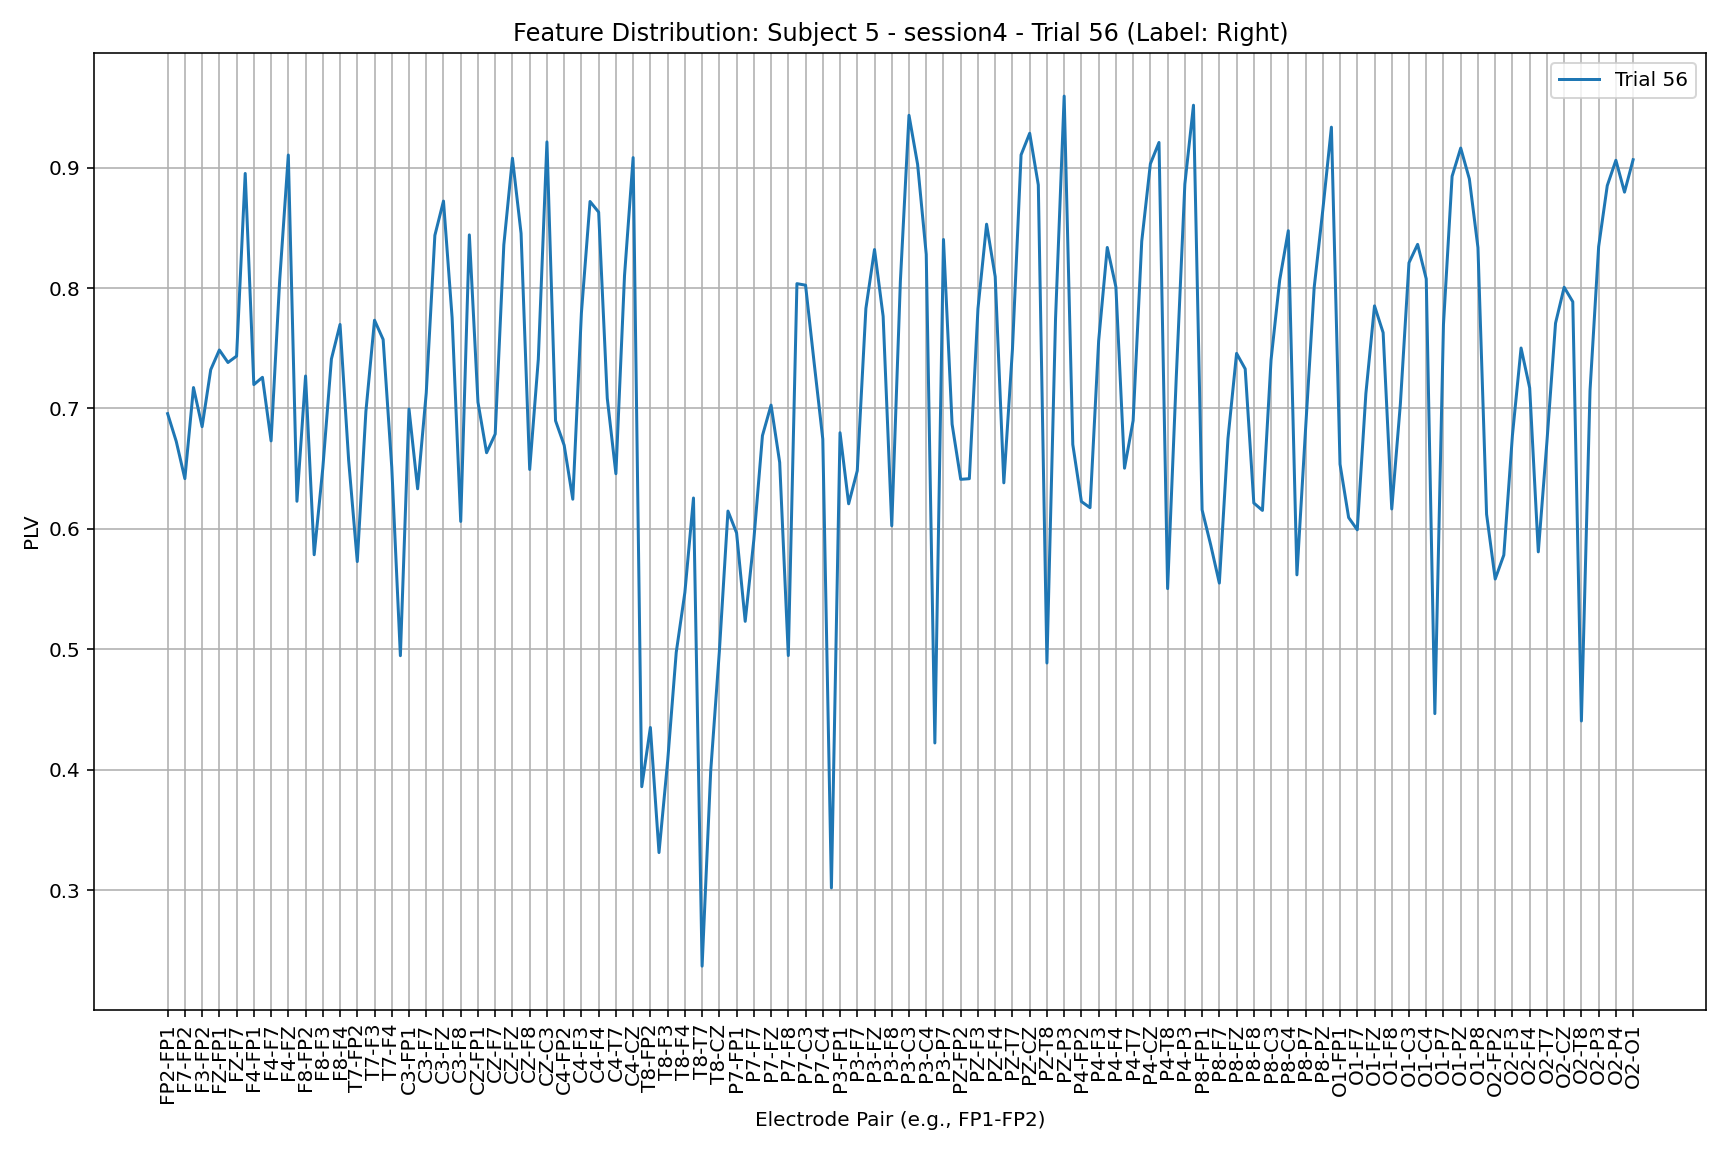 Feature Distribution: Subject 5 - session4 - Trial 56 (Label: Right)
Trial 56
0.9
0.8
0.7
0.6
0.5
0.4
0.3
PLV
FP2-FP1
F7-FP2
F3-FP2
FZ-FP1
FZ-F7
F4-FP1
F4-F7
F4-FZ
F8-FP2
F8-F3
F8-F4
T7-FP2
T7-F3
T7-F4
C3-FP1
C3-F7
C3-FZ
C3-F8
CZ-FP1
CZ-F7
CZ-FZ
CZ-F8
CZ-C3
C4-FP2
C4-F3
C4-F4
C4-T7
C4-CZ
T8-FP2
T8-F3
T8-F4
T8-T7
T8-CZ
P7-FP1
P7-F7
P7-FZ
P7-F8
P7-C3
P7-C4
P3-FP1
P3-F7
P3-FZ
P3-F8
P3-C3
P3-C4
P3-P7
PZ-FP2
PZ-F3
PZ-F4
PZ-T7
PZ-CZ
PZ-T8
PZ-P3
P4-FP2
P4-F3
P4-F4
P4-T7
P4-CZ
P4-T8
P4-P3
P8-FP1
P8-F7
P8-FZ
P8-F8
P8-C3
P8-C4
P8-P7
P8-PZ
O1-FP1
O1-F7
O1-FZ
O1-F8
O1-C3
O1-C4
O1-P7
O1-PZ
O1-P8
O2-FP2
O2-F3
O2-F4
O2-T7
O2-CZ
O2-T8
O2-P3
O2-P4
O2-O1
Electrode Pair (e.g., FP1-FP2)